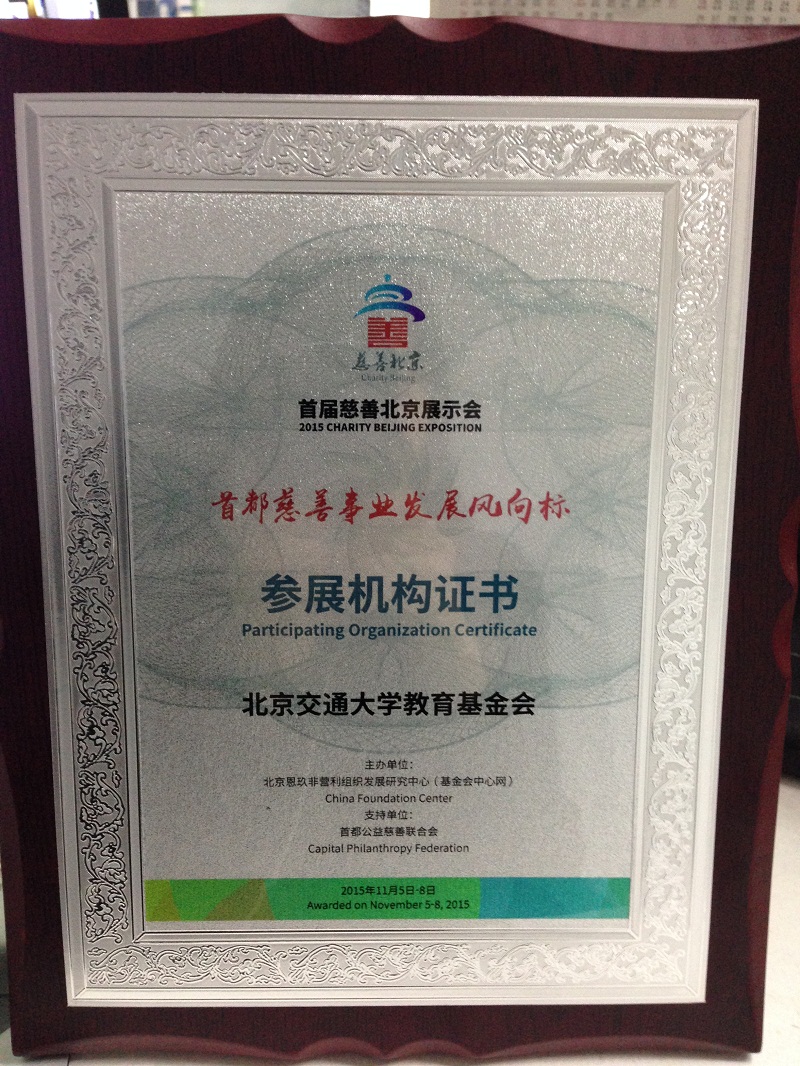 善
慈善北京
Charity Beijing
首届慈善北京展示会
2015 CHARITY BEIJING EXPOSITION
首都慈善事业发展风向标
参展机构证书
Participating Organization Certificate
北京交通大学教育基金会
主办单位：
北京恩玖非营利组织发展研究中心（基金会中心网）
China Foundation Center
支持单位：
首都公益慈善联合会
Capital Philanthropy Federation
2015年11月5日-8日
Awarded on November 5-8, 2015